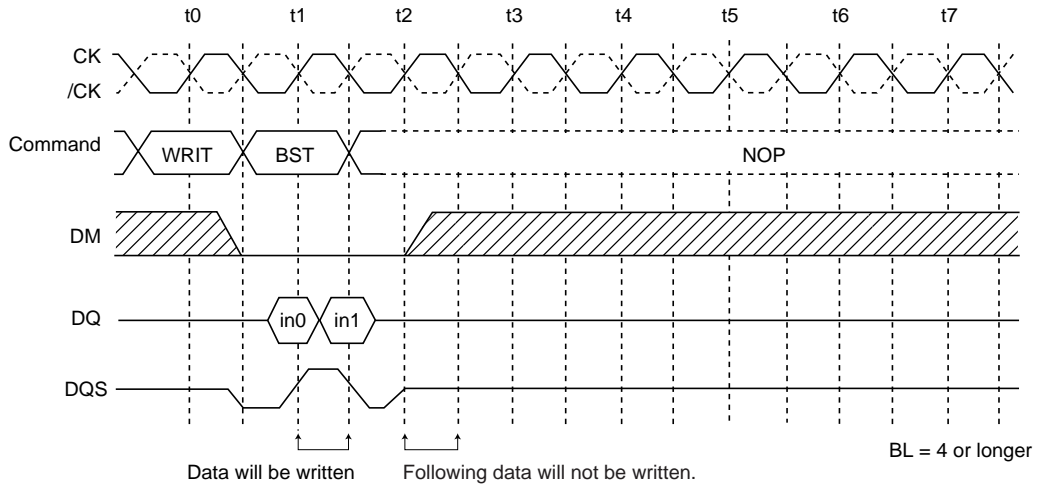 t0 t1 t2 t3 t4 t5 t6 t7
CK
/CK
Command WRIT BST NOP
DM
DQ in0 in1
DQS
BL = 4 or longer
Data will be written Following data will not be written.